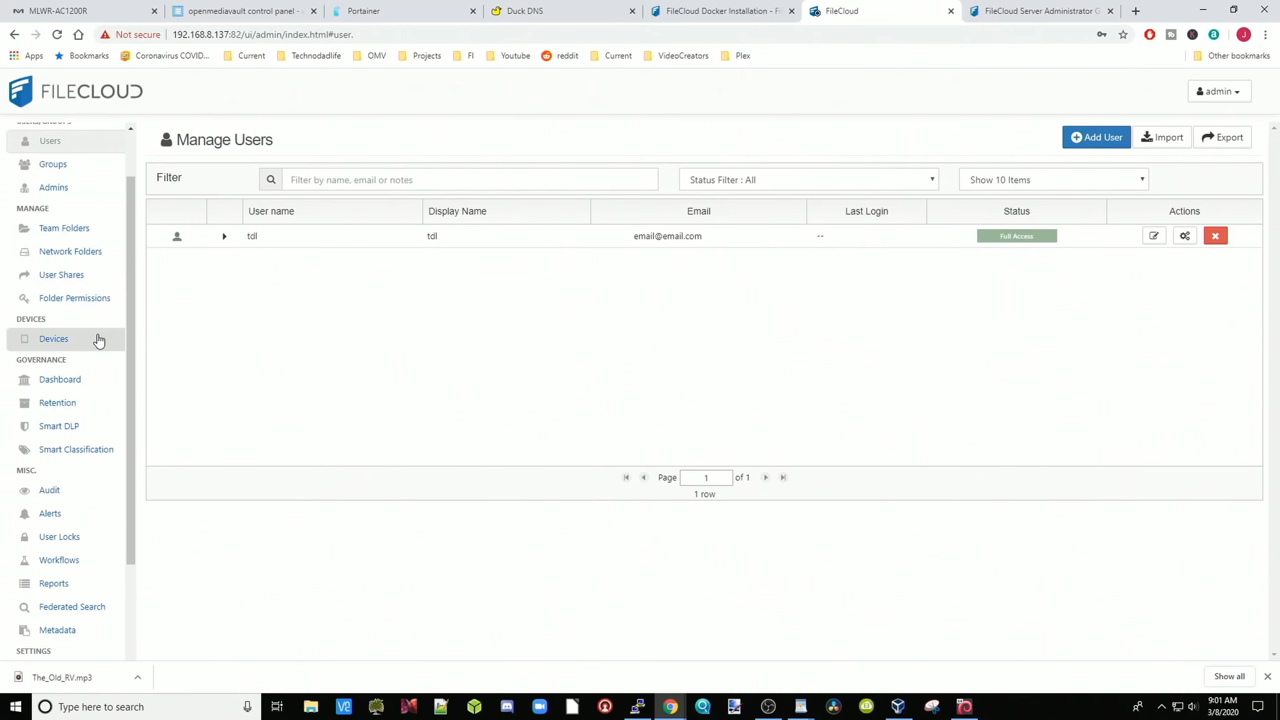 MLWR-AC1200R
openmediavault control panel -
Portainer
Duck DNS
FileCloud Docker Installation - Fi
FileCloud
FileCloud Server Administrator G
Not secure
192.168.8.137:82/ui/admin/index.html#user.
Apps
Bookmarks
Coronavirus COVID...
Current
Technodadlife
OMV
Projects
FI
Youtube
reddit
Current
VideoCreators
Plex
Other bookmarks
FILECLOUD
admin
Users
Groups
Admins
MANAGE
Team Folders
Network Folders
User Shares
Folder Permissions
DEVICES
Devices
GOVERNANCE
Dashboard
Retention
Smart DLP
Smart Classification
MISC.
Audit
Alerts
User Locks
Workflows
Reports
Federated Search
Metadata
SETTINGS
Manage Users
Add User
Import
Export
Filter
Filter by name, email or notes
Status Filter : All
Show 10 Items
User name
Display Name
Email
Last Login
Status
Actions
tdl
tdl
email@email.com
--
Full Access
Page 1 of 1
1 row
The_Old_RV.mp3
Show all
Type here to search
9:01 AM
3/8/2020